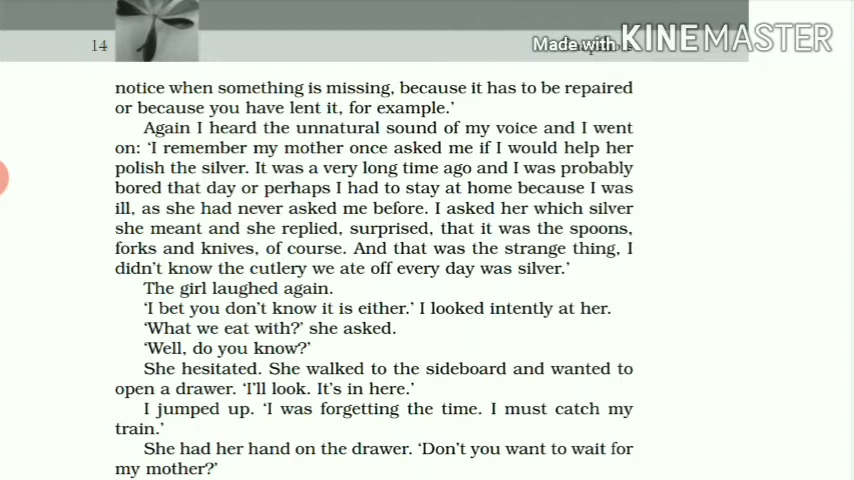 14
Made with KINEMASTER
notice when something is missing, because it has to be repaired
or because you have lent it, for example.’
Again I heard the unnatural sound of my voice and I went
on: ‘I remember my mother once asked me if I would help her
polish the silver. It was a very long time ago and I was probably
bored that day or perhaps I had to stay at home because I was
ill, as she had never asked me before. I asked her which silver
she meant and she replied, surprised, that it was the spoons,
forks and knives, of course. And that was the strange thing, I
didn’t know the cutlery we ate off every day was silver.’
The girl laughed again.
‘I bet you don’t know it is either.’ I looked intently at her.
‘What we eat with?’ she asked.
‘Well, do you know?’
She hesitated. She walked to the sideboard and wanted to
open a drawer. ‘I’ll look. It’s in here.’
I jumped up. ‘I was forgetting the time. I must catch my
train.’
She had her hand on the drawer. ‘Don’t you want to wait for
my mother?’